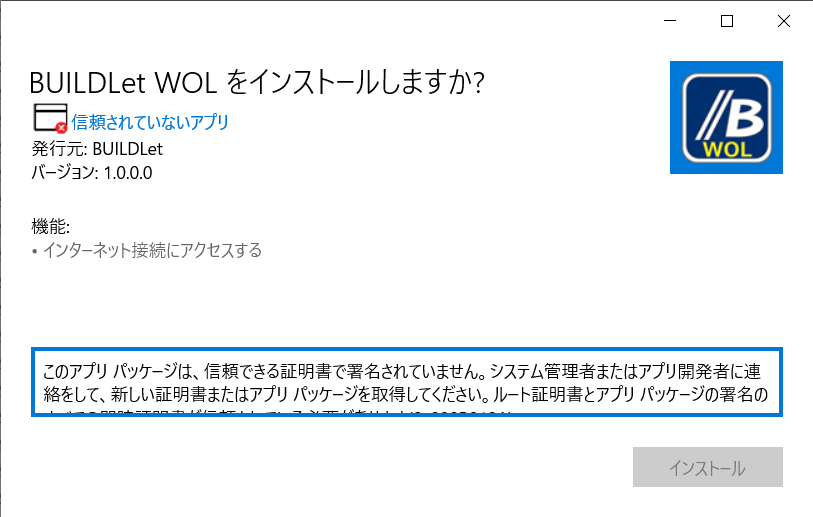 BUILDLet WOL をインストールしますか?
信頼されていないアプリ
発行元: BUILDLet
バージョン: 1.0.0.0
B
WOL
機能:
• インターネット接続にアクセスする
このアプリ パッケージは、信頼できる証明書で署名されていません。システム管理者またはアプリ開発者に連
絡をして、新しい証明書またはアプリ パッケージを取得してください。ルート証明書とアプリ パッケージの署名の
インストール